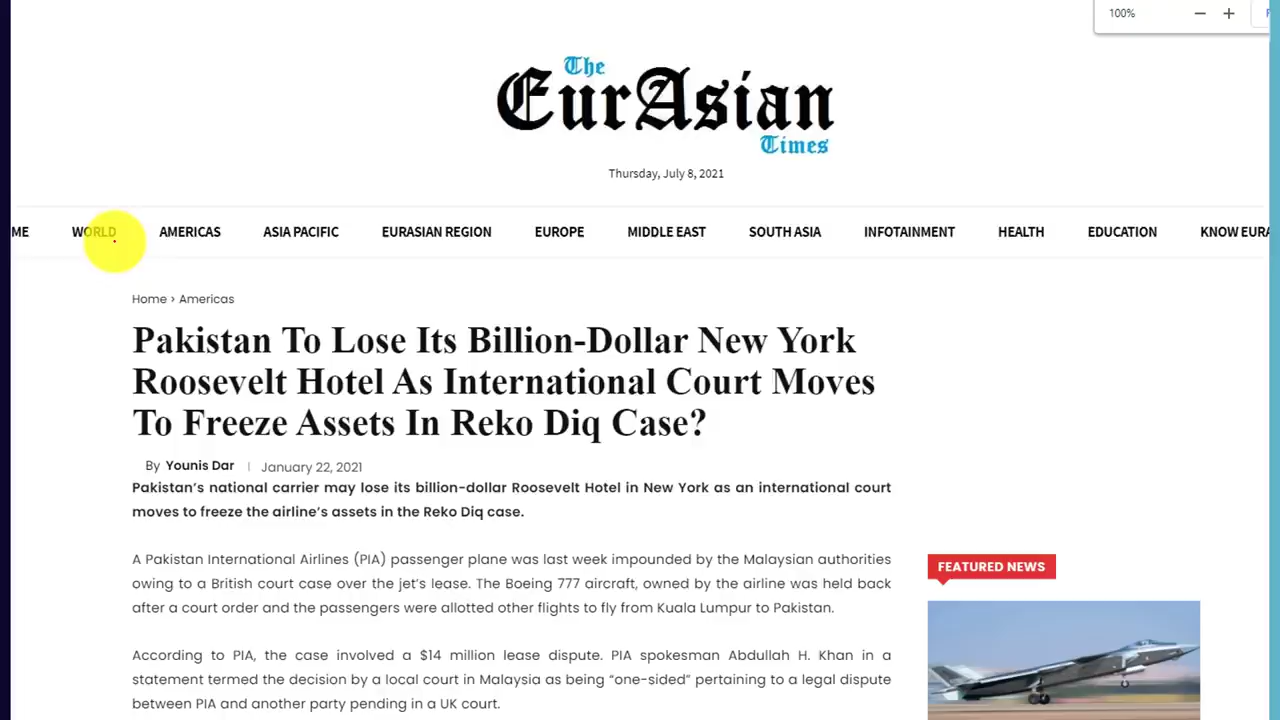 100%
The
EurAsian
Times
Thursday, July 8, 2021
ME WORLD AMERICAS ASIA PACIFIC EURASIAN REGION EUROPE MIDDLE EAST SOUTH ASIA INFOTAINMENT HEALTH EDUCATION KNOW EURA
Home › Americas
Pakistan To Lose Its Billion-Dollar New York
Roosevelt Hotel As International Court Moves
To Freeze Assets In Reko Diq Case?
By Younis Dar | January 22, 2021
Pakistan’s national carrier may lose its billion-dollar Roosevelt Hotel in New York as an international court
moves to freeze the airline’s assets in the Reko Diq case.
A Pakistan International Airlines (PIA) passenger plane was last week impounded by the Malaysian authorities
owing to a British court case over the jet’s lease. The Boeing 777 aircraft, owned by the airline was held back
after a court order and the passengers were allotted other flights to fly from Kuala Lumpur to Pakistan.
FEATURED NEWS
According to PIA, the case involved a $14 million lease dispute. PIA spokesman Abdullah H. Khan in a
statement termed the decision by a local court in Malaysia as being “one-sided” pertaining to a legal dispute
between PIA and another party pending in a UK court.